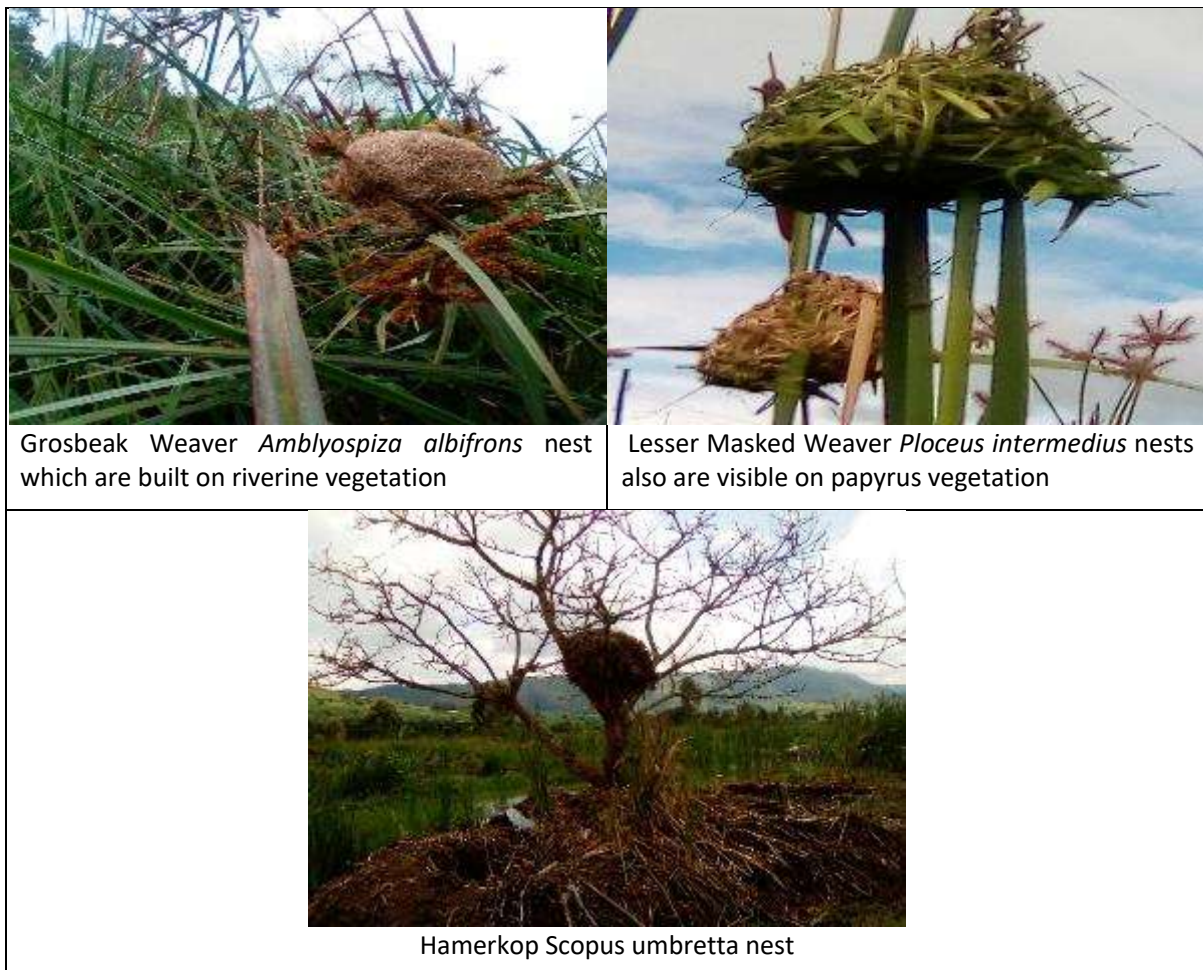 Grosbeak Weaver Amblyospiza albifrons nest
which are built on riverine vegetation
Lesser Masked Weaver Ploceus intermedius nests
also are visible on papyrus vegetation
Hamerkop Scopus umbretta nest